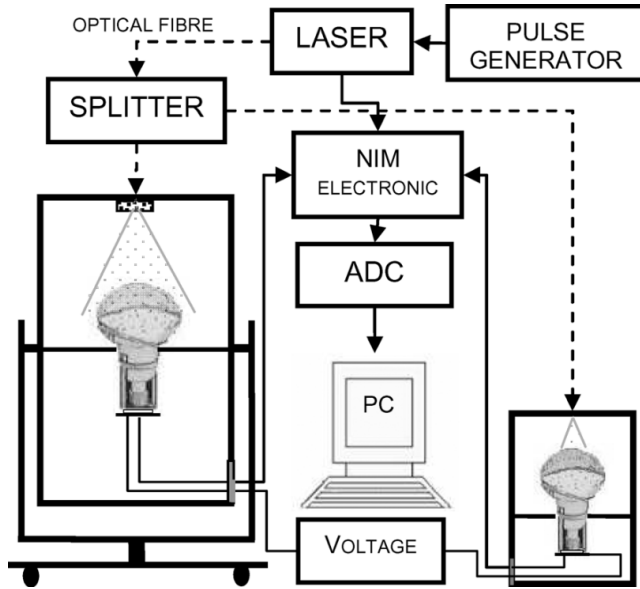 OPTICAL FIBRE
LASER
PULSE
GENERATOR
SPLITTER
NIM
ELECTRONIC
ADC
PC
VOLTAGE